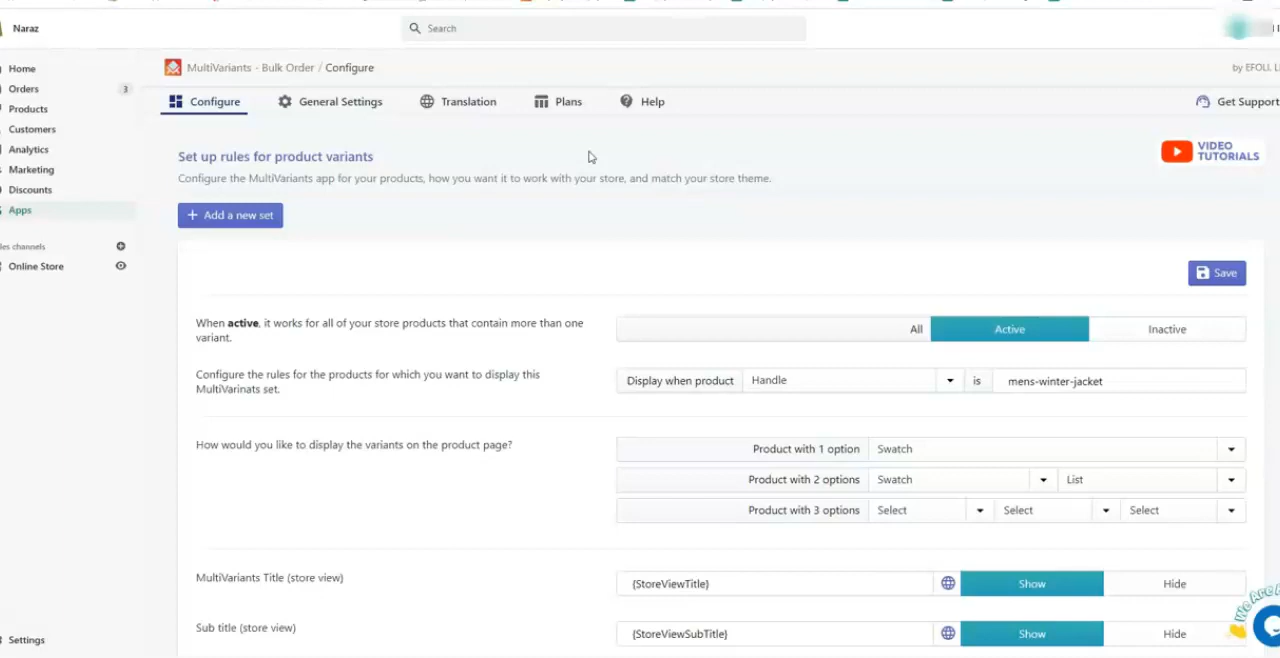 Naraz
Search
Home
Orders 3
Products
Customers
Analytics
Marketing
Discounts
Apps
les channels
Online Store
Settings
MultiVariants - Bulk Order / Configure
by EFOLI LI
Configure General Settings Translation Plans Help Get Support
Set up rules for product variants
Configure the MultiVariants app for your products, how you want it to work with your store, and match your store theme.
VIDEO
TUTORIALS
+ Add a new set
Save
When active, it works for all of your store products that contain more than one
variant.
All Active Inactive
Configure the rules for the products for which you want to display this
MultiVarinats set.
Display when product Handle is mens-winter-jacket
How would you like to display the variants on the product page?
Product with 1 option Swatch
Product with 2 options Swatch List
Product with 3 options Select Select Select
MultiVariants Title (store view)
{StoreViewTitle} Show Hide
Sub title (store view)
{StoreViewSubTitle} Show Hide
We Are